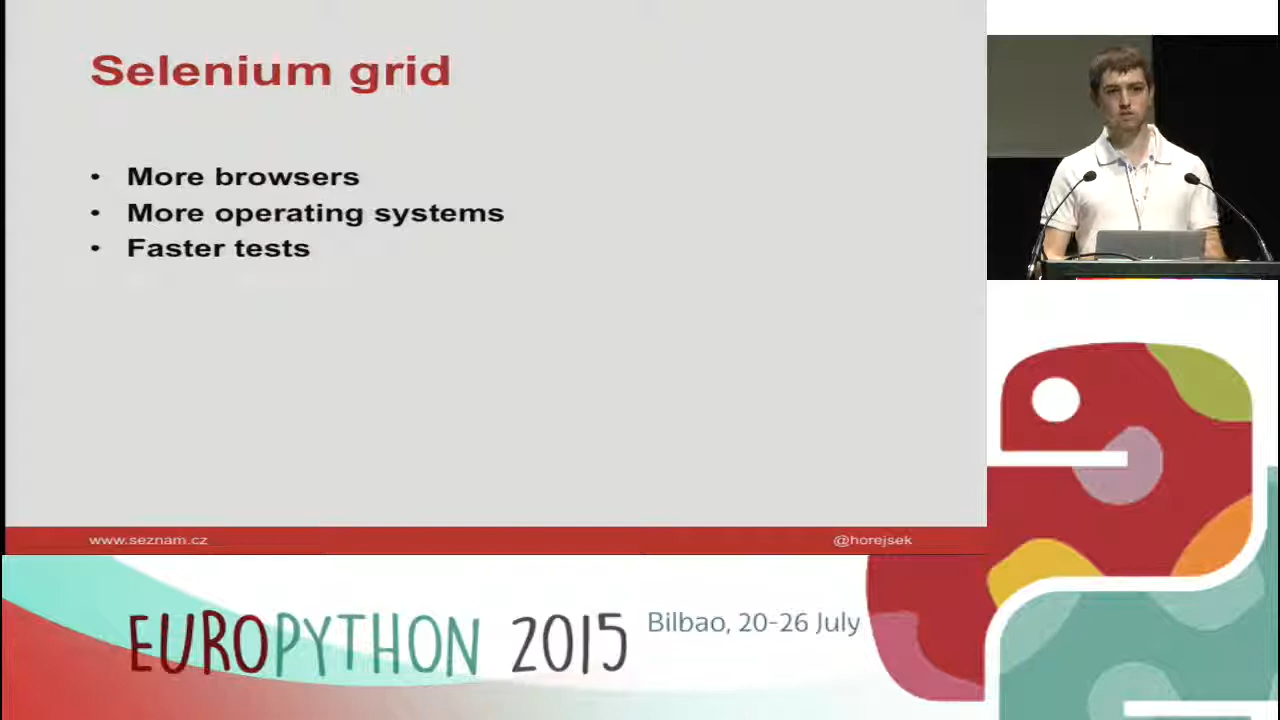 Selenium grid
• More browsers
• More operating systems
• Faster tests
www.seznam.cz
@horejsek
EUROPYTHON 2015
Bilbao, 20-26 July